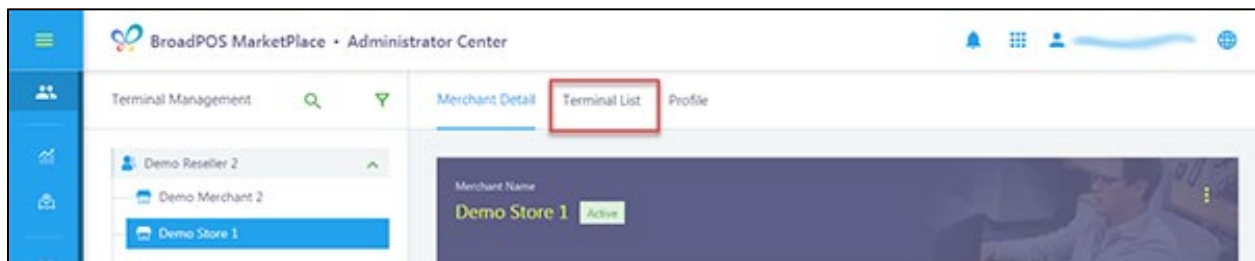 BroadPOS MarketPlace • Administrator Center
Terminal Management
Merchant Detail
Terminal List
Profile
Demo Reseller 2
Demo Merchant 2
Demo Store 1
Merchant Name
Demo Store 1
Active